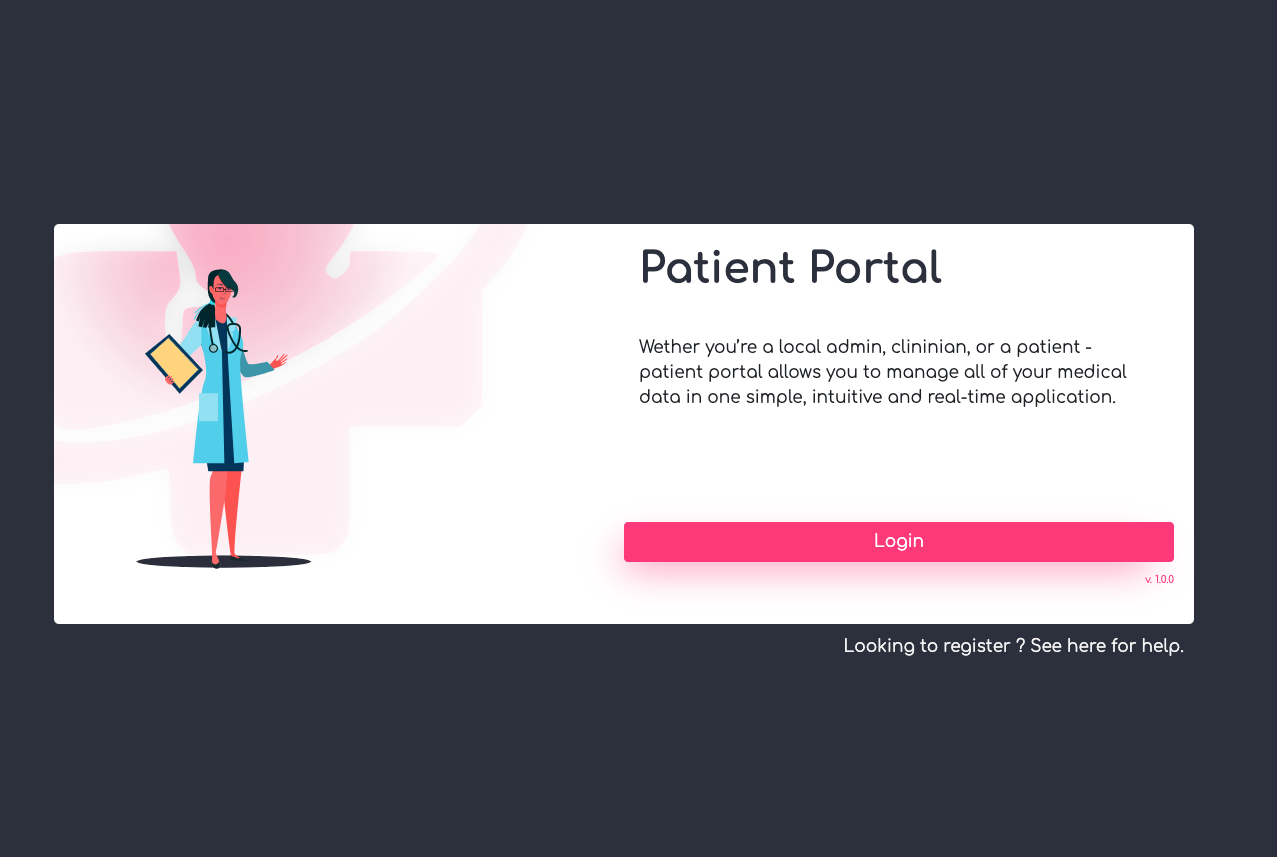 Patient Portal
Wether you’re a local admin, clininian, or a patient -
patient portal allows you to manage all of your medical
data in one simple, intuitive and real-time application.
Login
v. 1.0.0
Looking to register ? See here for help.